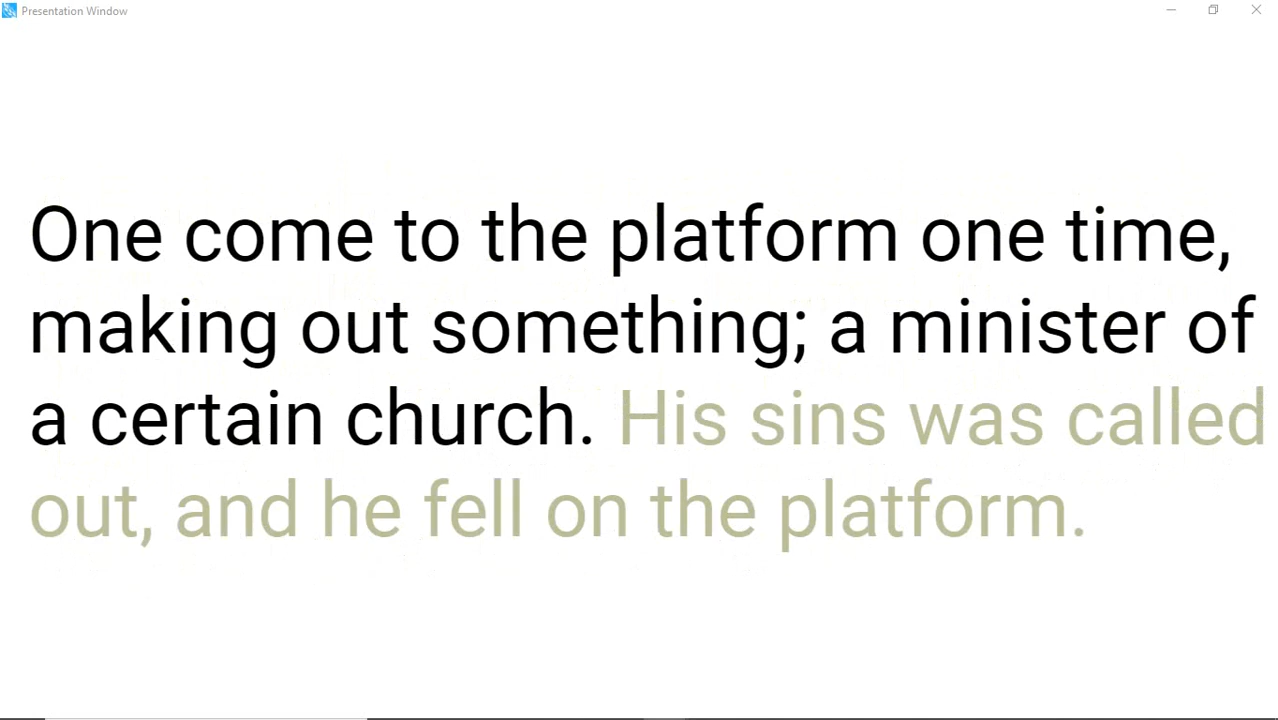 Presentation Window
One come to the platform one time,
making out something; a minister of
a certain church. His sins was called
out, and he fell on the platform.